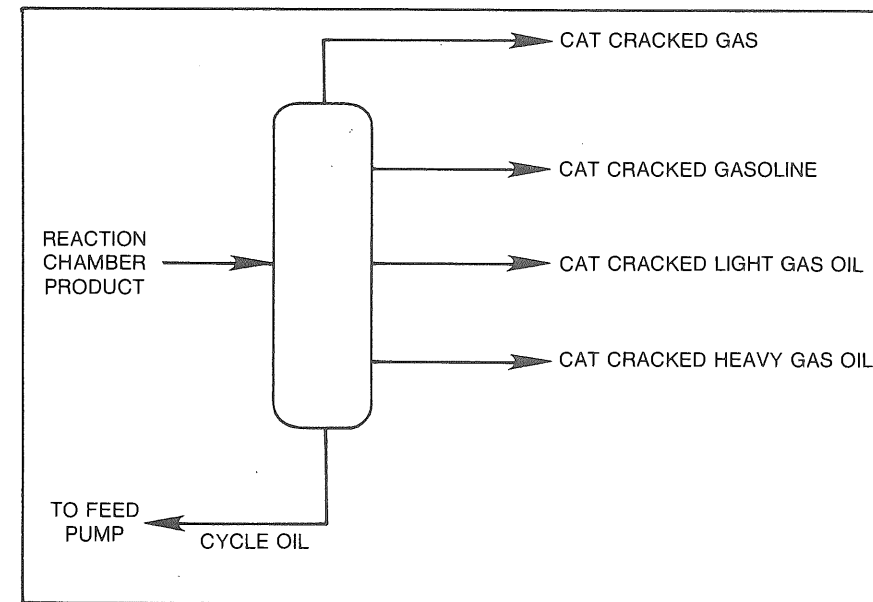 CAT CRACKED GAS
CAT CRACKED GASOLINE
REACTION
CHAMBER
PRODUCT
CAT CRACKED LIGHT GAS OIL
CAT CRACKED HEAVY GAS OIL
TO FEED
PUMP
CYCLE OIL